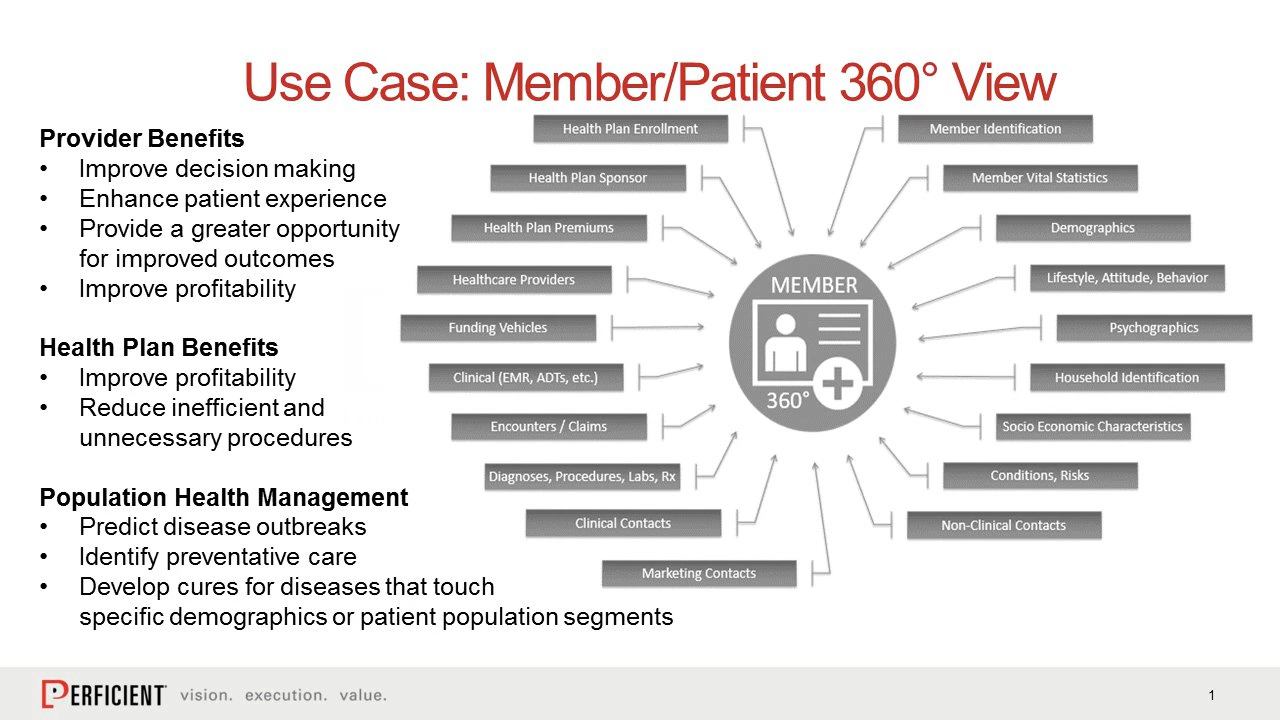 Use Case: Member/Patient 360° View
Provider Benefits
• Improve decision making
• Enhance patient experience
• Provide a greater opportunity
for improved outcomes
• Improve profitability
Health Plan Benefits
• Improve profitability
• Reduce inefficient and
unnecessary procedures
Population Health Management
• Predict disease outbreaks
• Identify preventative care
• Develop cures for diseases that touch
specific demographics or patient population segments
Health Plan Enrollment
Health Plan Sponsor
Health Plan Premiums
Healthcare Providers
Funding Vehicles
Clinical (EMR, ADTs, etc.)
Encounters / Claims
Diagnoses, Procedures, Labs, Rx
Clinical Contacts
Marketing Contacts
MEMBER
360°
Member Identification
Member Vital Statistics
Demographics
Lifestyle, Attitude, Behavior
Psychographics
Household Identification
Socio Economic Characteristics
Conditions, Risks
Non-Clinical Contacts
PERFICIENT vision. execution. value.
1